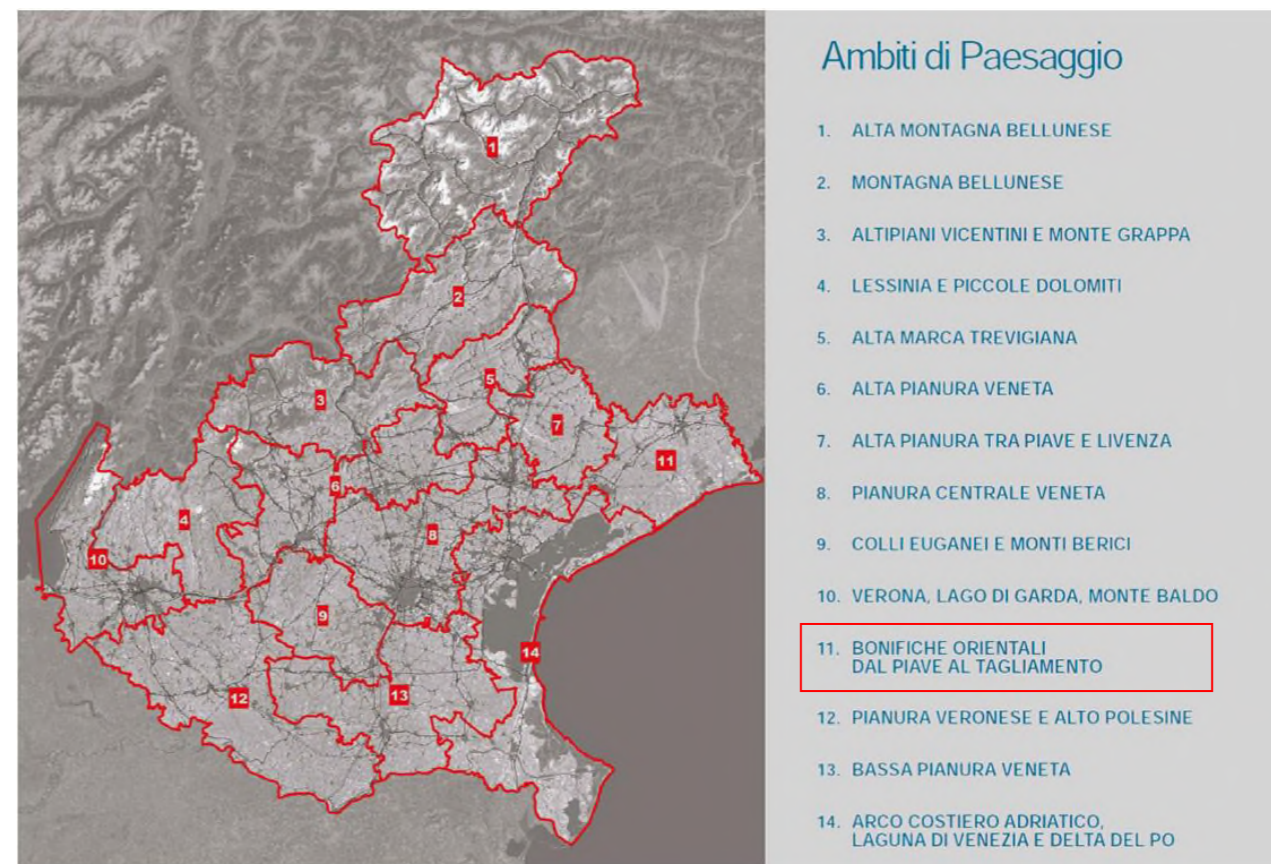 Ambiti di Paesaggio
1. ALTA MONTAGNA BELLUNESE
2. MONTAGNA BELLUNESE
3. ALTIPIANI VICENTINI E MONTE GRAPPA
4. LESSINIA E PICCOLE DOLOMITI
5. ALTA MARCA TREVIGIANA
6. ALTA PIANURA VENETA
7. ALTA PIANURA TRA PIAVE E LIVENZA
8. PIANURA CENTRALE VENETA
9. COLLI EUGANEI E MONTI BERICI
10. VERONA, LAGO DI GARDA, MONTE BALDO
11. BONIFICHE ORIENTALI
DAL PIAVE AL TAGLIAMENTO
12. PIANURA VERONESE E ALTO POLESINE
13. BASSA PIANURA VENETA
14. ARCO COSTIERO ADRIATICO,
LAGUNA DI VENEZIA E DELTA DEL PO
1
2
3
5
7
11
6
4
8
10
9
14
12
13